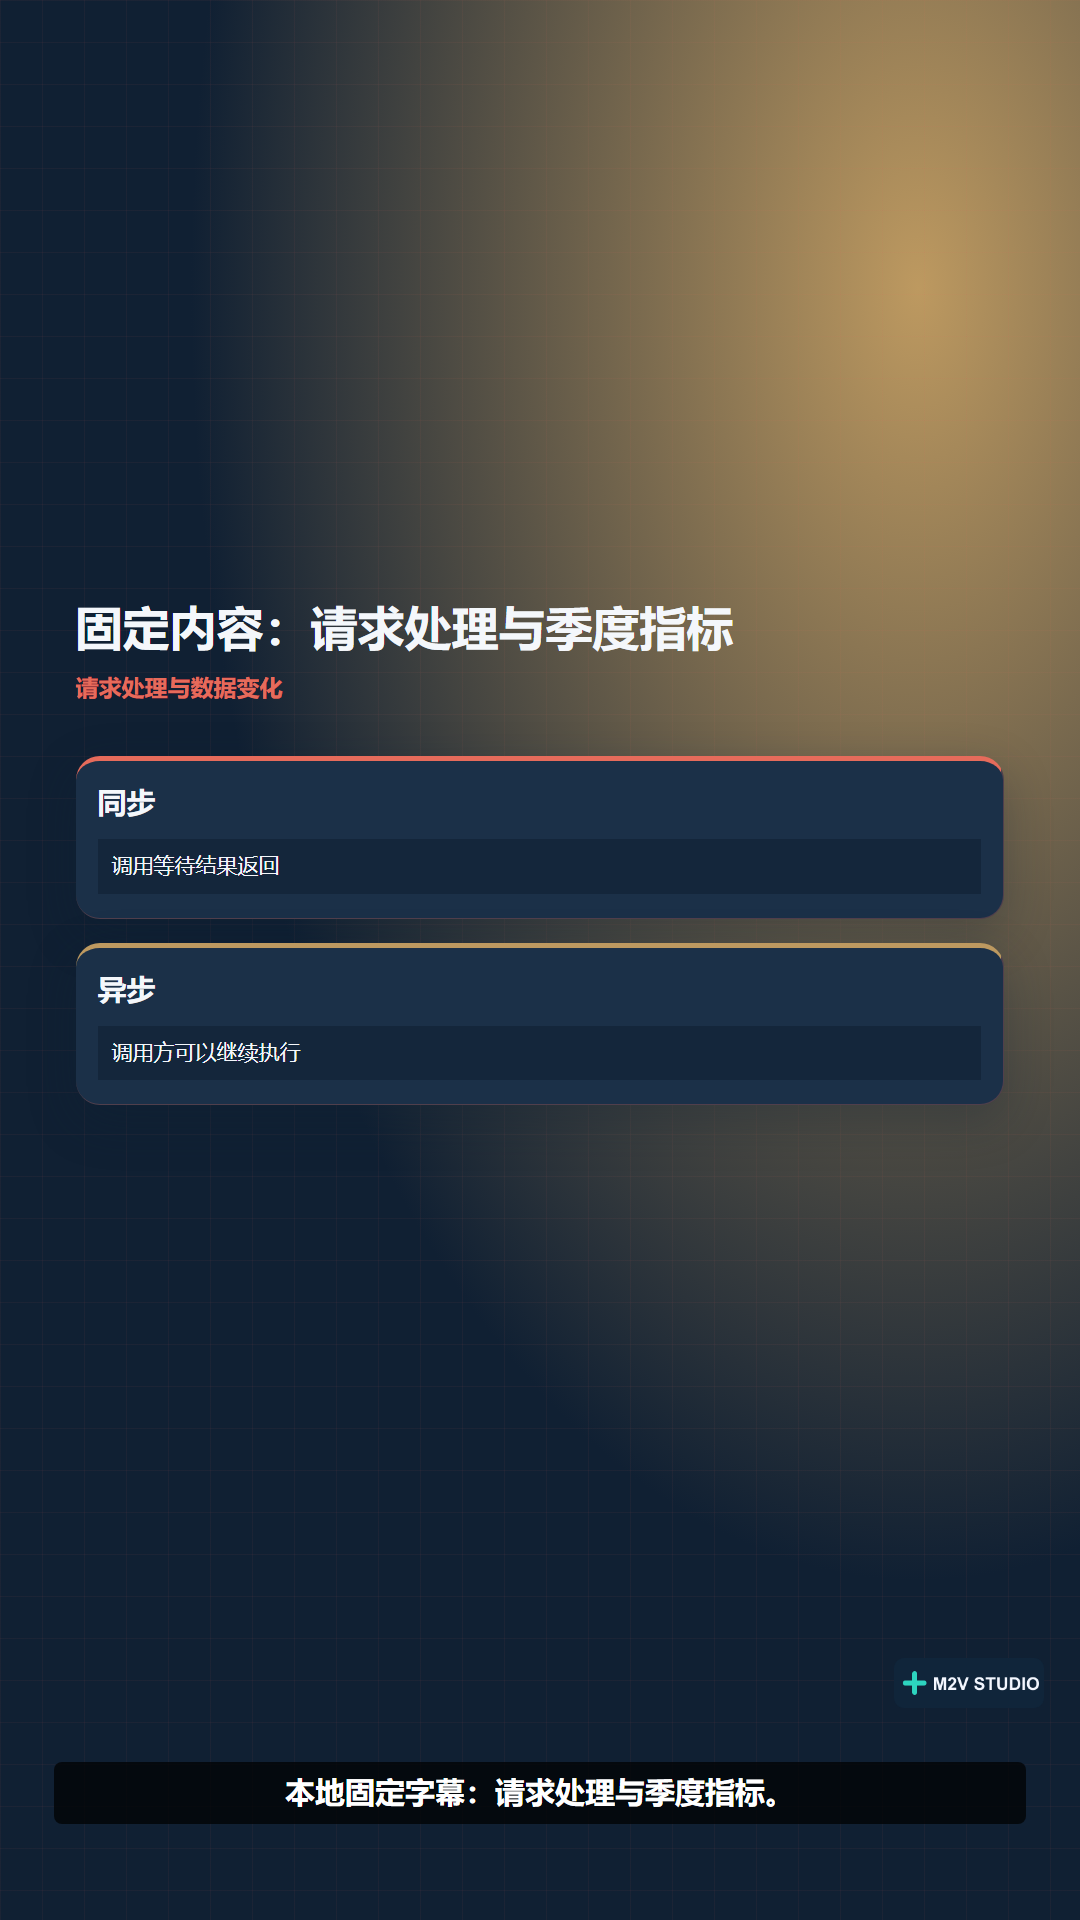 固定内容：请求处理与季度指标
请求处理与数据变化
同步
调用等待结果返回
异步
调用方可以继续执行
M2V STUDIO
本地固定字幕：请求处理与季度指标。